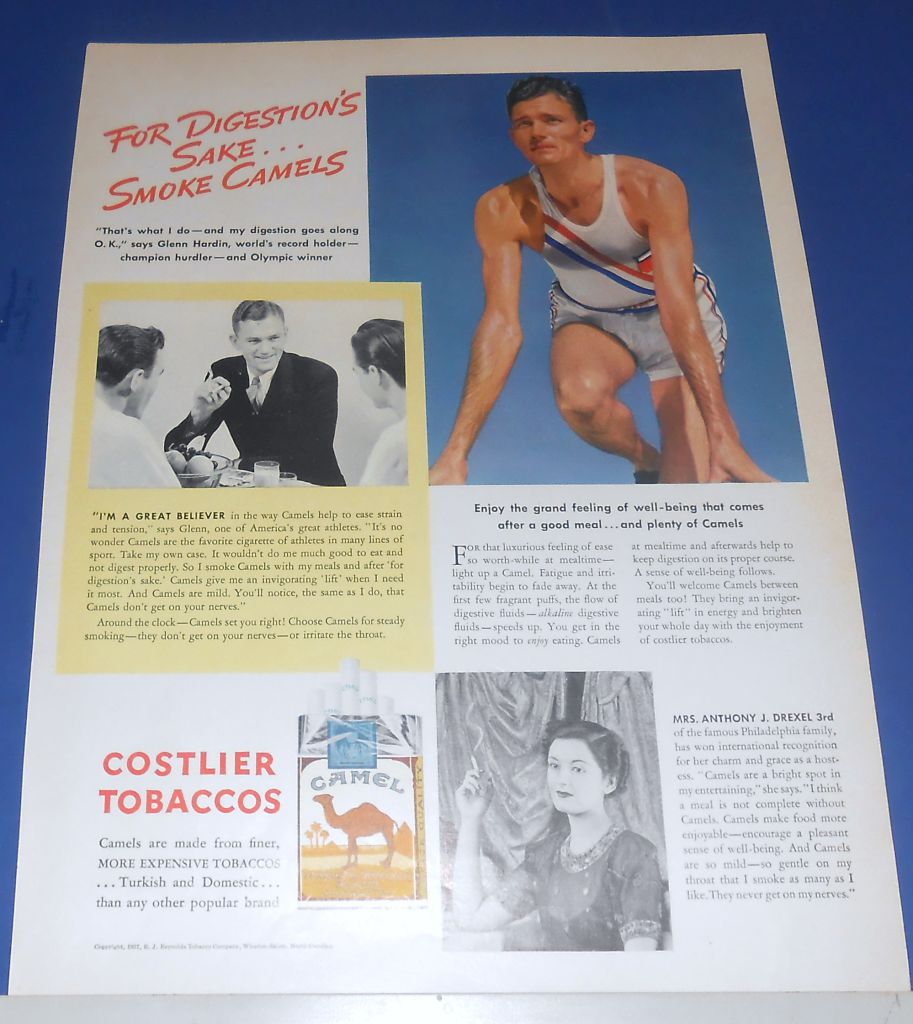 FOR DIGESTION'S
SAKE...
SMOKE CAMELS
"That's what I do—and my digestion goes along
O. K.," says Glenn Hardin, world's record holder—
champion hurdler—and Olympic winner
"I'M A GREAT BELIEVER in the way Camels help to ease strain
and tension," says Glenn, one of America's great athletes. "It's no
wonder Camels are the favorite cigarette of athletes in many lines of
sport. Take my own case. It wouldn't do me much good to eat and
not digest properly. So I smoke Camels with my meals and after 'for
digestion's sake.' Camels give me an invigorating 'lift' when I need
it most. And Camels are mild. You'll notice, the same as I do, that
Camels don't get on your nerves."
Around the clock—Camels set you right! Choose Camels for steady
smoking—they don't get on your nerves—or irritate the throat.
Enjoy the grand feeling of well-being that comes
after a good meal...and plenty of Camels
FOR that luxurious feeling of ease
so worth-while at mealtime—
light up a Camel. Fatigue and irri-
tability begin to fade away. At the
first few fragrant puffs, the flow of
digestive fluids—alkaline digestive
fluids—speeds up. You get in the
right mood to enjoy eating. Camels
at mealtime and afterwards help to
keep digestion on its proper course.
A sense of well-being follows.
You'll welcome Camels between
meals too! They bring an invigor-
ating "lift" in energy and brighten
your whole day with the enjoyment
of costlier tobaccos.
COSTLIER
TOBACCOS
Camels are made from finer,
MORE EXPENSIVE TOBACCOS
...Turkish and Domestic...
than any other popular brand
CAMEL
QUALITY
MRS. ANTHONY J. DREXEL 3rd
of the famous Philadelphia family,
has won international recognition
for her charm and grace as a host-
ess. "Camels are a bright spot in
my entertaining," she says. "I think
a meal is not complete without
Camels. Camels make food more
enjoyable—encourage a pleasant
sense of well-being. And Camels
are so mild—so gentle on my
throat that I smoke as many as I
like. They never get on my nerves."
Copyright, 1937, R. J. Reynolds Tobacco Company, Winston-Salem, North Carolina